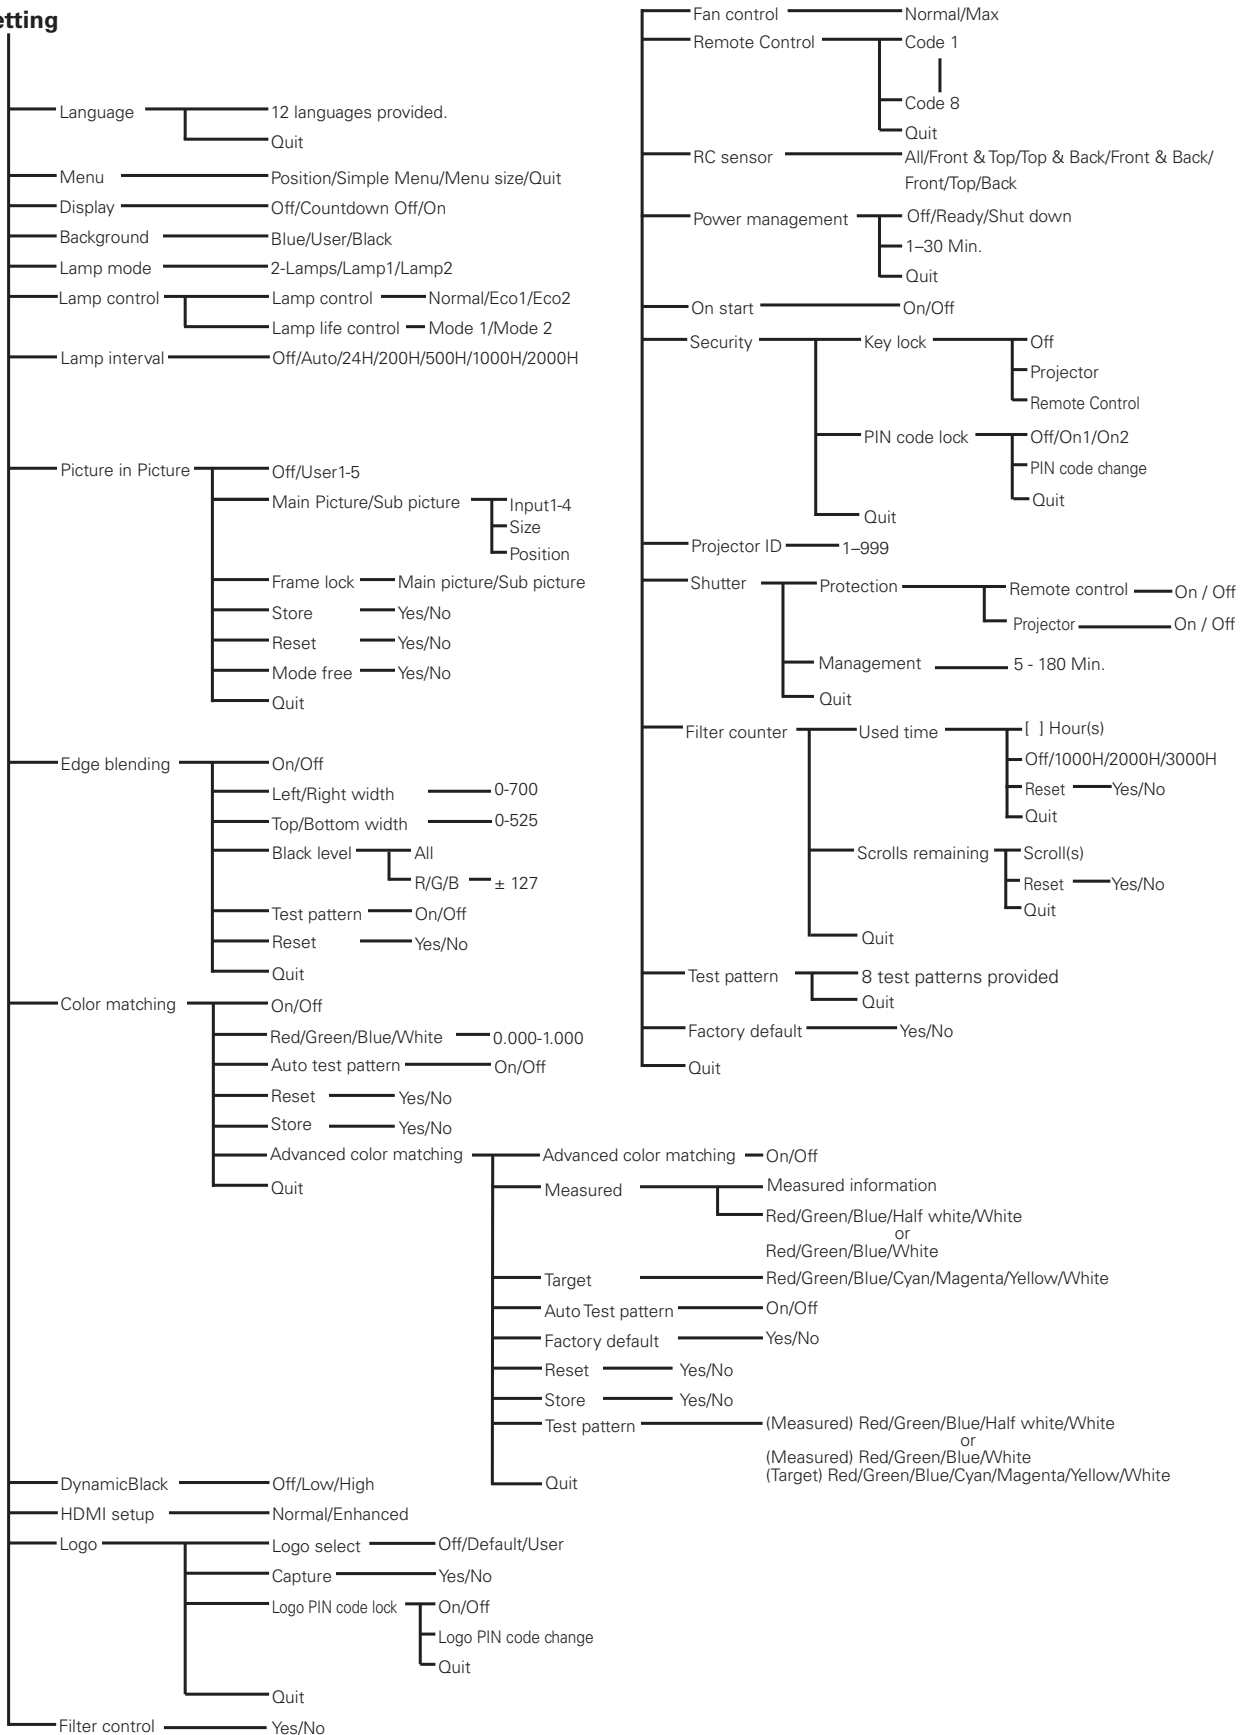 etting
Language 12 languages provided.
Quit
Menu Position/Simple Menu/Menu size/Quit
Display Off/Countdown Off/On
Background Blue/User/Black
Lamp mode 2-Lamps/Lamp1/Lamp2
Lamp control Lamp control Normal/Eco1/Eco2
Lamp life control Mode 1/Mode 2
Lamp interval Off/Auto/24H/200H/500H/1000H/2000H
Picture in Picture Off/User1-5
Main Picture/Sub picture Input1-4
Size
Position
Frame lock Main picture/Sub picture
Store Yes/No
Reset Yes/No
Mode free Yes/No
Quit
Edge blending On/Off
Left/Right width 0-700
Top/Bottom width 0-525
Black level All
R/G/B ± 127
Test pattern On/Off
Reset Yes/No
Quit
Color matching On/Off
Red/Green/Blue/White 0.000-1.000
Auto test pattern On/Off
Reset Yes/No
Store Yes/No
Advanced color matching Advanced color matching On/Off
Quit
Measured Measured information
Red/Green/Blue/Half white/White
or
Red/Green/Blue/White
Target Red/Green/Blue/Cyan/Magenta/Yellow/White
Auto Test pattern On/Off
Factory default Yes/No
Reset Yes/No
Store Yes/No
Test pattern (Measured) Red/Green/Blue/Half white/White
or
(Measured) Red/Green/Blue/White
(Target) Red/Green/Blue/Cyan/Magenta/Yellow/White
Quit
DynamicBlack Off/Low/High
HDMI setup Normal/Enhanced
Logo Logo select Off/Default/User
Capture Yes/No
Logo PIN code lock On/Off
Logo PIN code change
Quit
Quit
Filter control Yes/No
Fan control Normal/Max
Remote Control Code 1
Code 8
Quit
RC sensor All/Front & Top/Top & Back/Front & Back/
Front/Top/Back
Power management Off/Ready/Shut down
1–30 Min.
Quit
On start On/Off
Security Key lock Off
Projector
Remote Control
PIN code lock Off/On1/On2
PIN code change
Quit
Quit
Projector ID 1–999
Shutter Protection Remote control On / Off
Projector On / Off
Management 5 - 180 Min.
Quit
Filter counter Used time [ ] Hour(s)
Off/1000H/2000H/3000H
Reset Yes/No
Quit
Scrolls remaining Scroll(s)
Reset Yes/No
Quit
Quit
Test pattern 8 test patterns provided
Quit
Factory default Yes/No
Quit